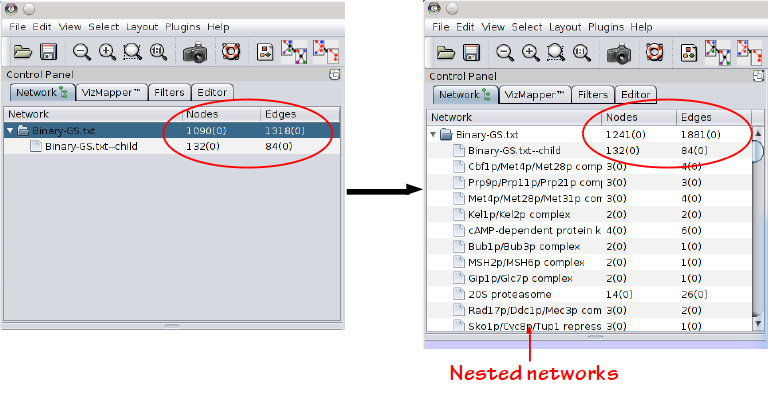 File Edit View Select Layout Plugins Help
Control Panel
Network VizMapper™ Filters Editor
Network Nodes Edges
Binary-GS.txt 1090(0) 1318(0)
Binary-GS.txt--child 132(0) 84(0)
File Edit View Select Layout Plugins Help
Control Panel
Network VizMapper™ Filters Editor
Network Nodes Edges
Binary-GS.txt 1241(0) 1881(0)
Binary-GS.txt--child 132(0) 84(0)
Cbf1p/Met4p/Met28p comp 3(0) 4(0)
Prp9p/Prp11p/Prp21p comp 3(0) 3(0)
Met4p/Met28p/Met31p com 3(0) 4(0)
Kel1p/Kel2p complex 2(0) 2(0)
cAMP-dependent protein k 4(0) 6(0)
Bub1p/Bub3p complex 2(0) 1(0)
MSH2p/MSH6p complex 2(0) 1(0)
Gip1p/Glc7p complex 2(0) 2(0)
20S proteasome 14(0) 26(0)
Rad17p/Ddc1p/Mec3p com 3(0) 2(0)
Sko1p/Cyc8p/Tup1 repress 3(0) 1(0)
Nested networks